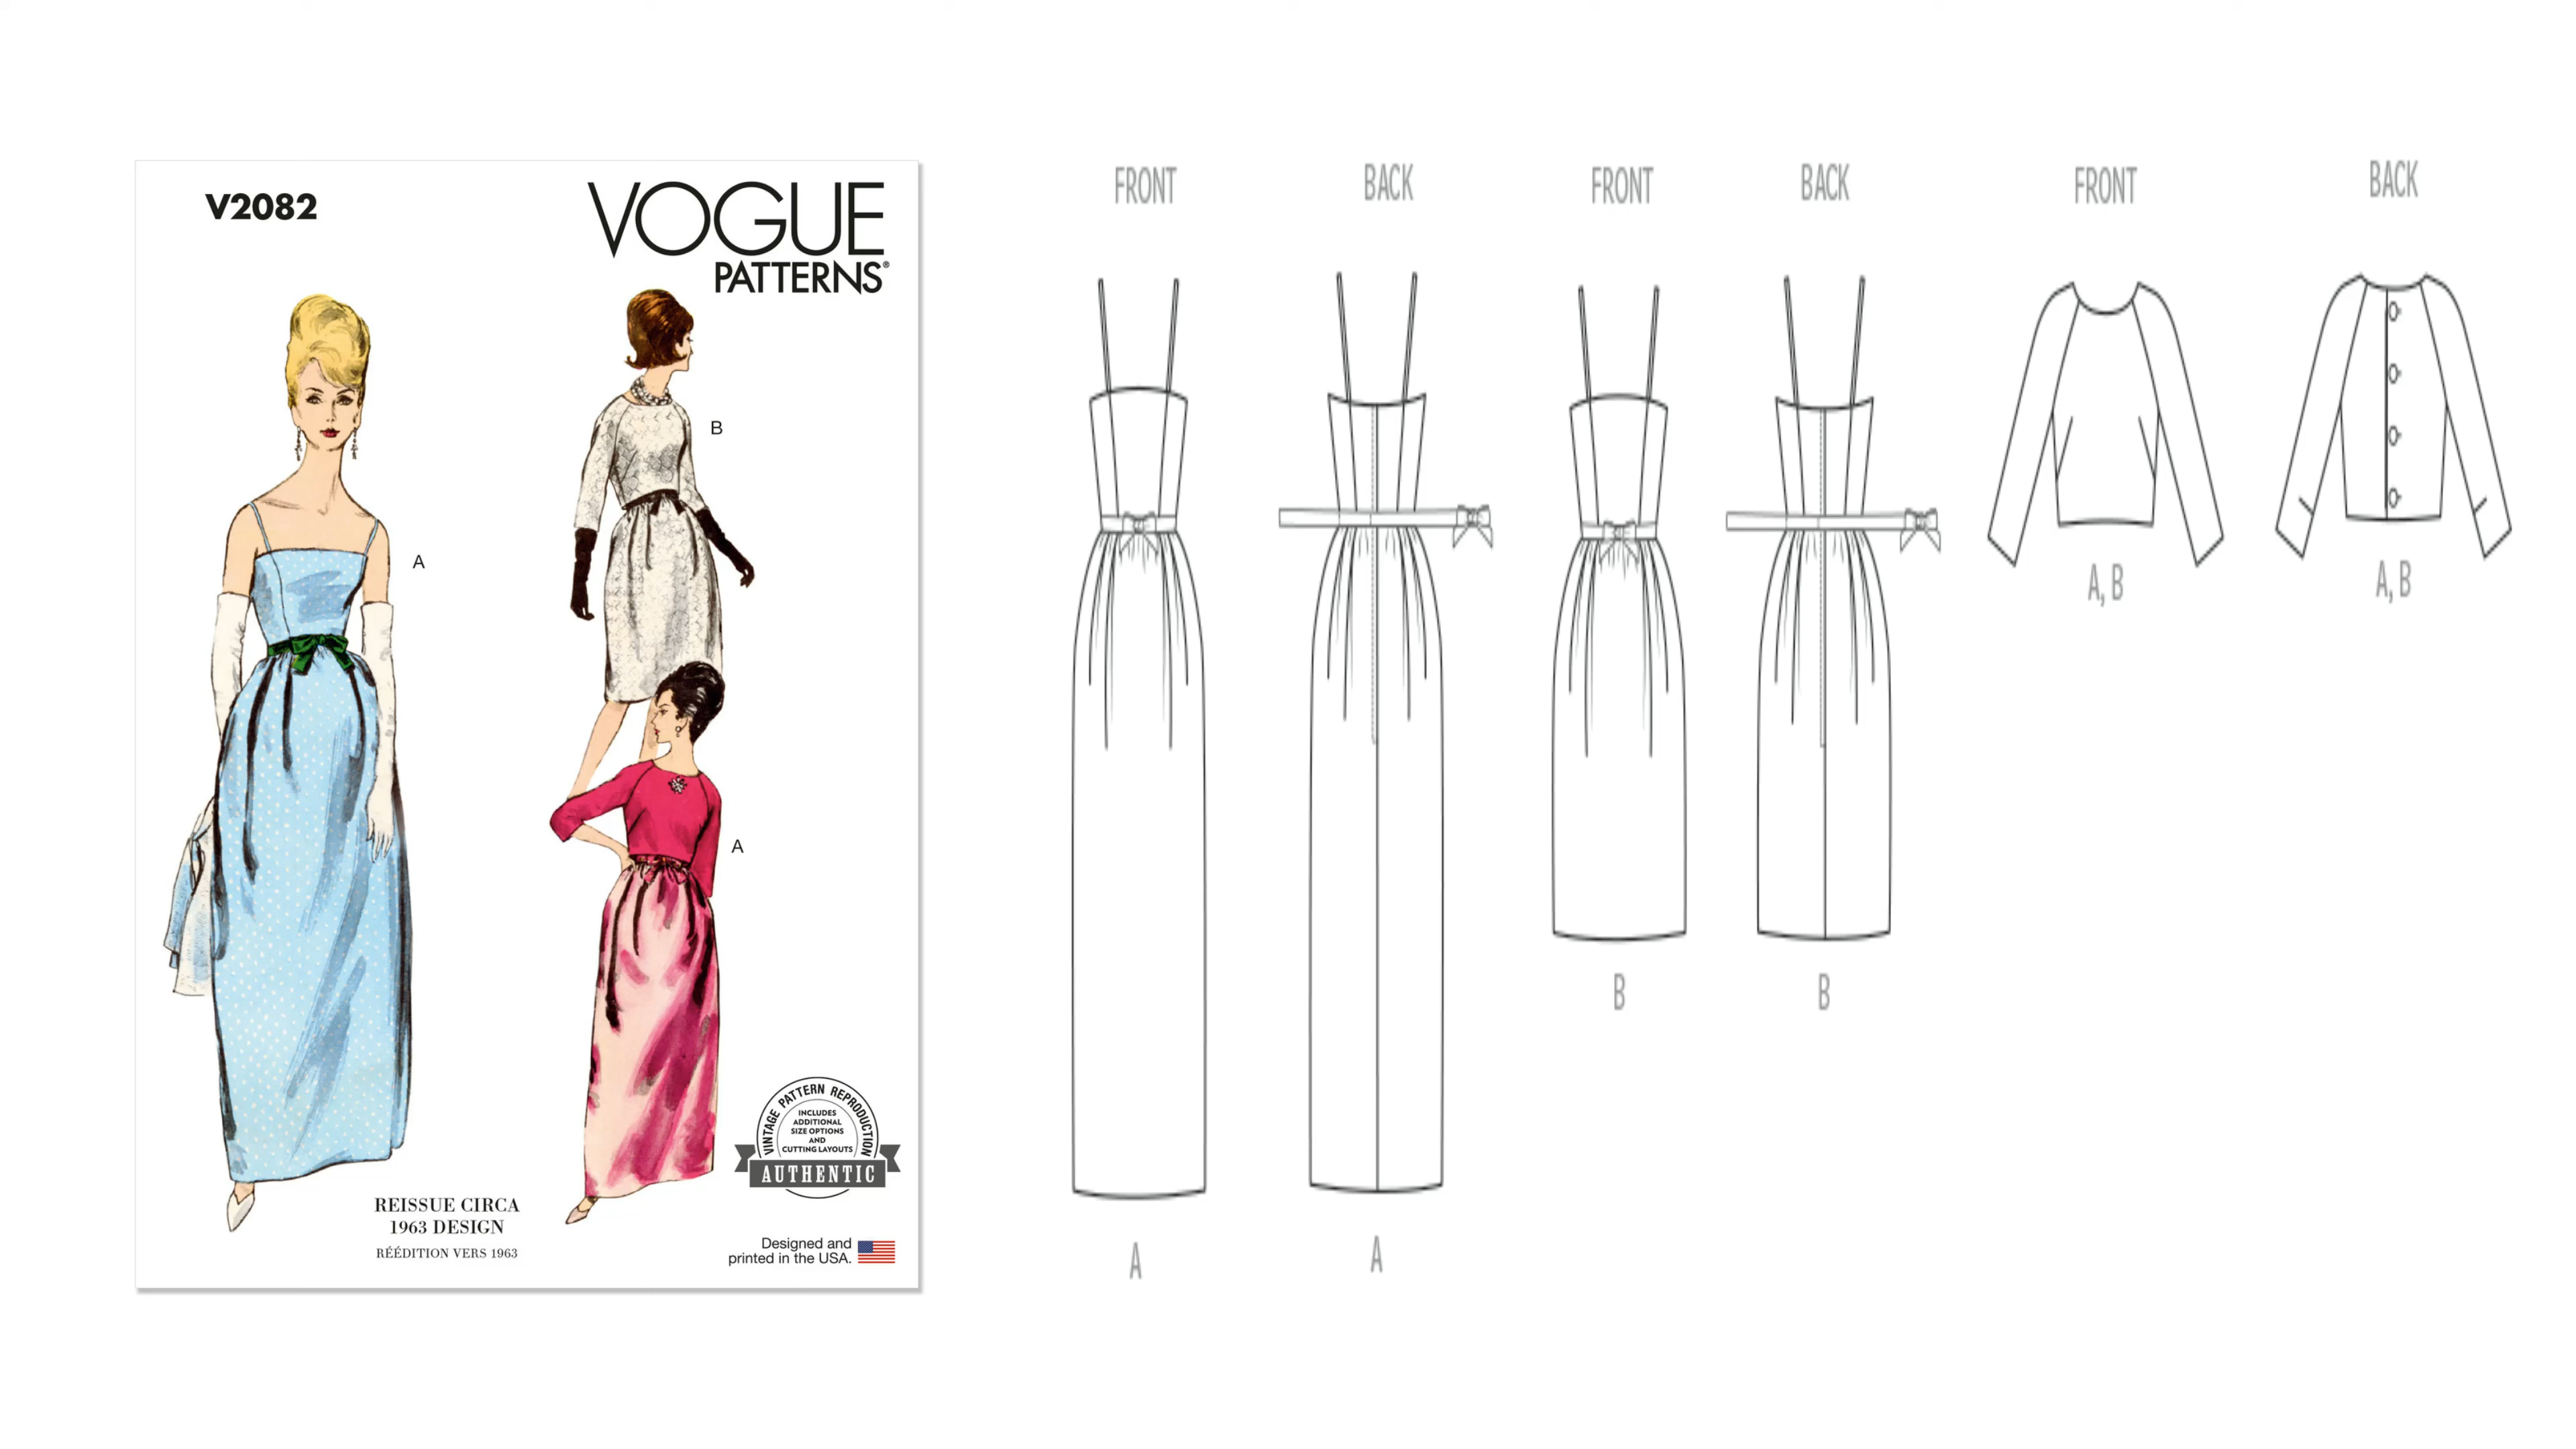 V2082
VOGUE
PATTERNS®
A
B
A
VINTAGE PATTERN REPRODUCTION
INCLUDES
ADDITIONAL
SIZE OPTIONS
AND
CUTTING LAYOUTS
AUTHENTIC
REISSUE CIRCA
1963 DESIGN
RÉÉDITION VERS 1963
Designed and
printed in the USA.
FRONT
BACK
FRONT
BACK
FRONT
BACK
A, B
A, B
B
B
A
A